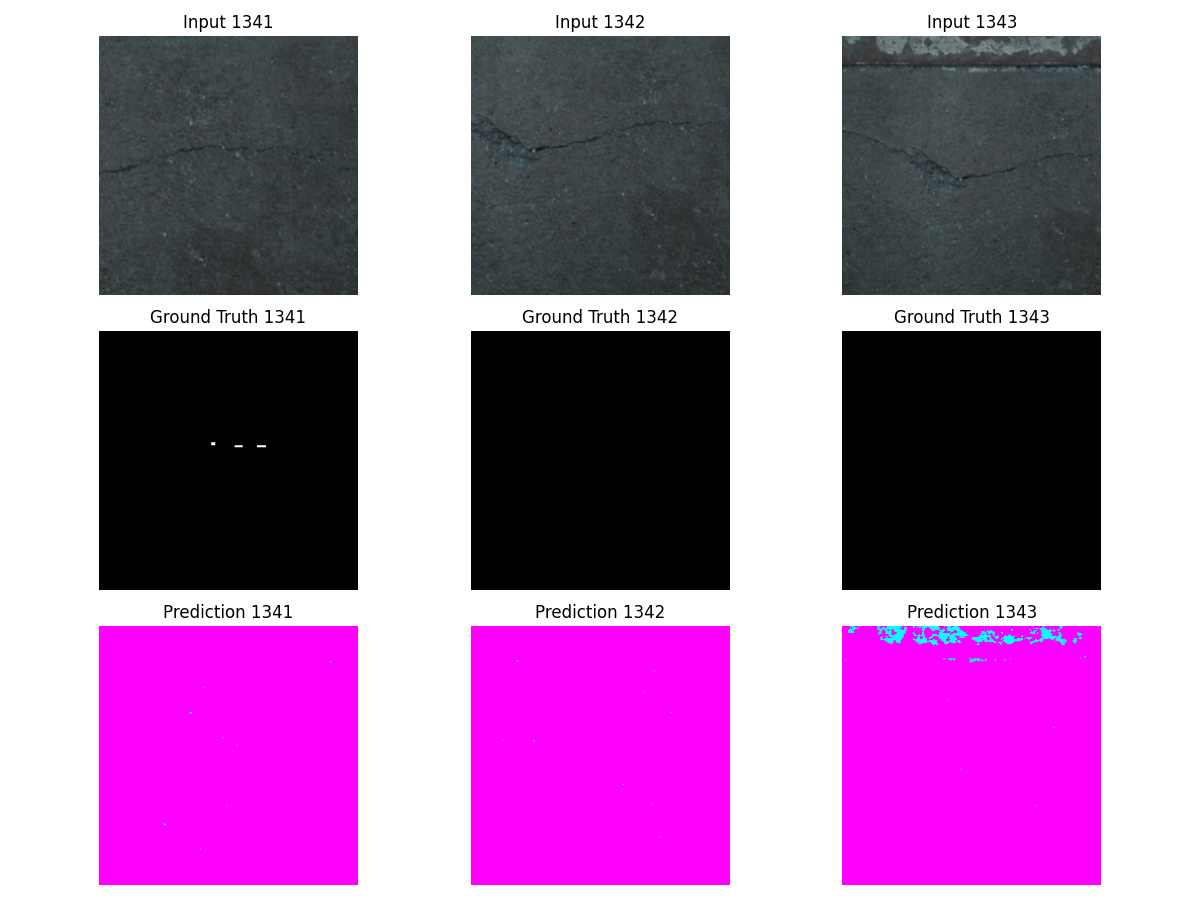 Input 1341
Input 1342
Input 1343
Ground Truth 1341
Ground Truth 1342
Ground Truth 1343
Prediction 1341
Prediction 1342
Prediction 1343